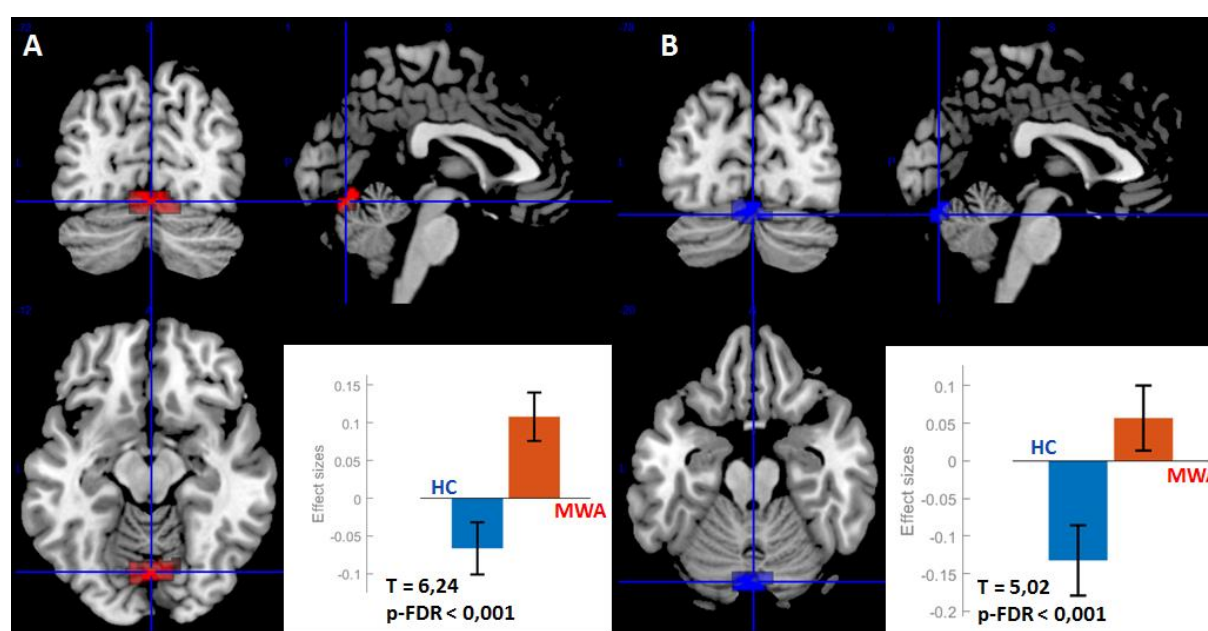 A
B
0.15
0.1
0.05
0
-0.05
-0.1
Effect sizes
HC
MWA
T = 6,24
p-FDR < 0,001
0.1
0.05
0
-0.05
-0.1
-0.15
-0.2
Effect sizes
HC
MWA
T = 5,02
p-FDR < 0,001